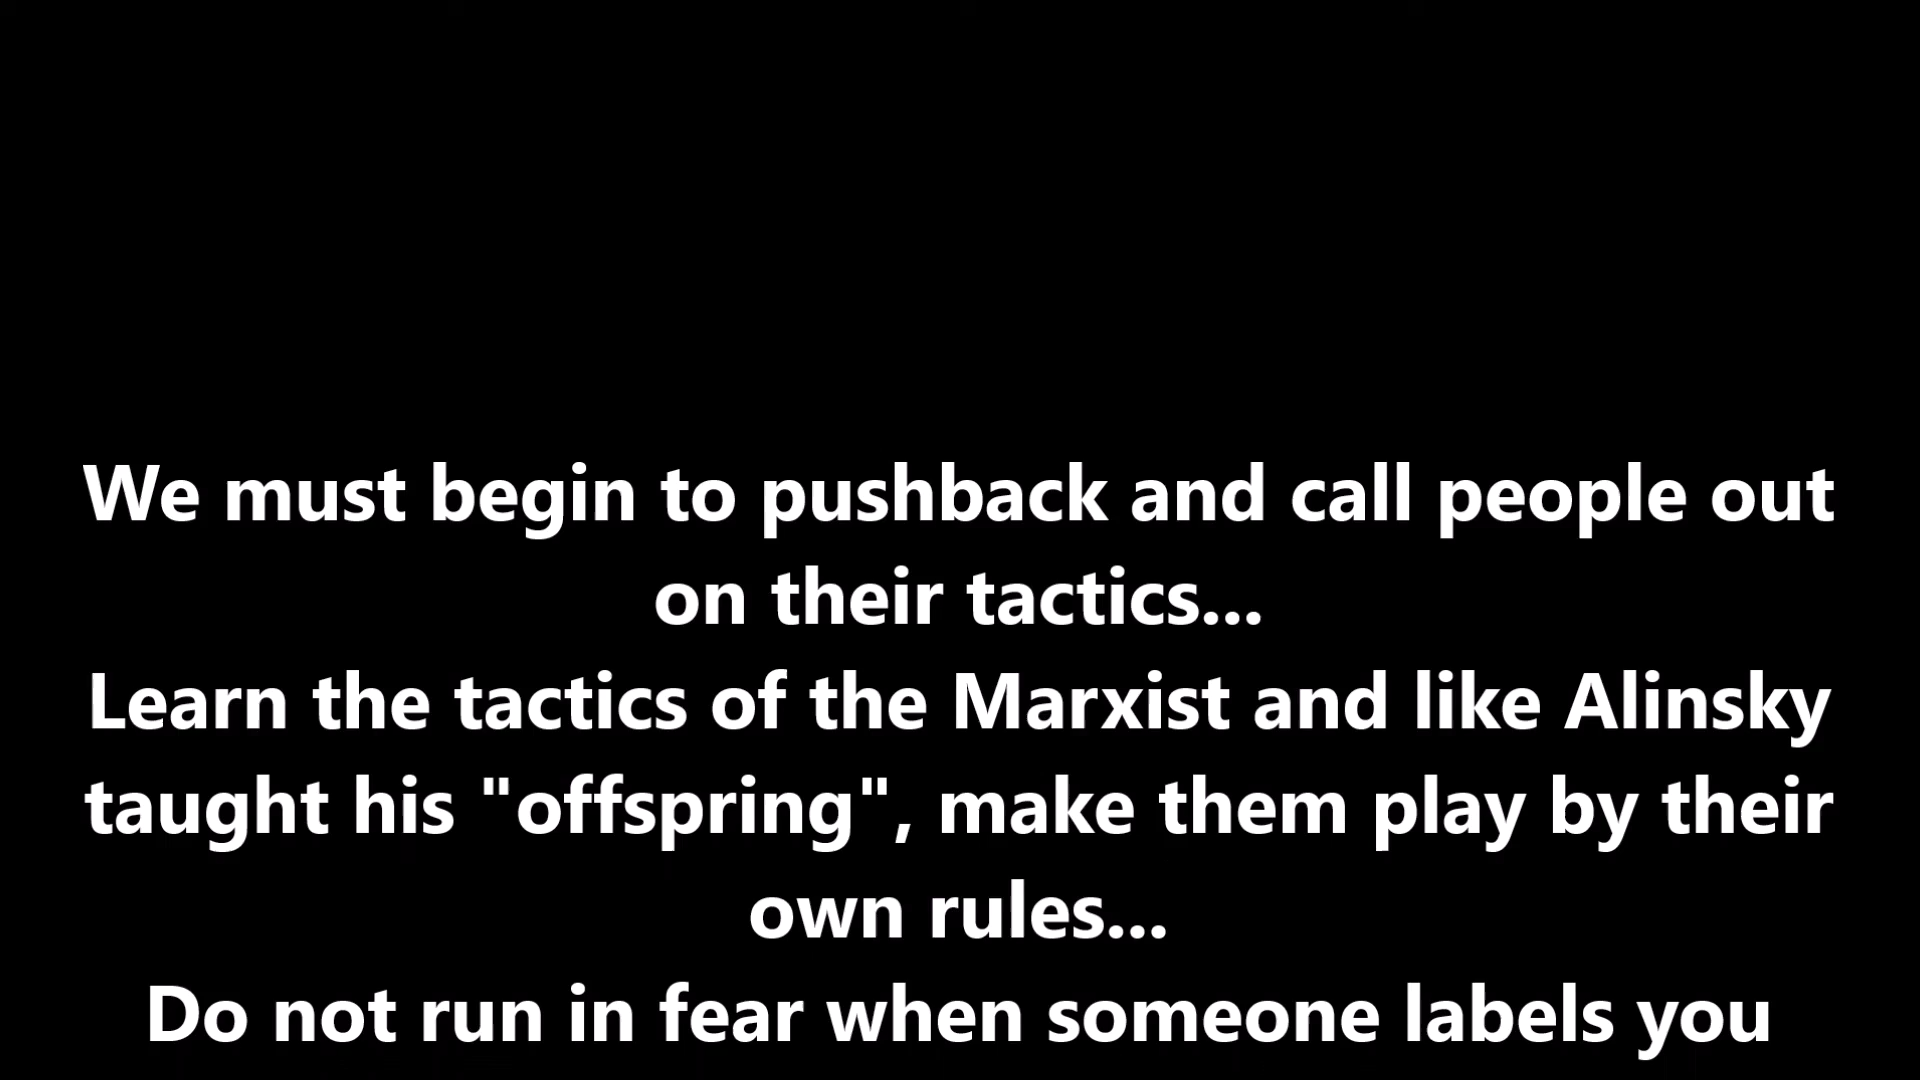 We must begin to pushback and call people out
on their tactics...
Learn the tactics of the Marxist and like Alinsky
taught his "offspring", make them play by their
own rules...
Do not run in fear when someone labels you